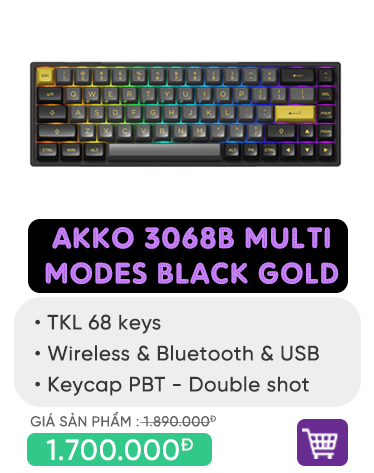 AKKO 3068B MULTI
MODES BLACK GOLD
• TKL 68 keys
• Wireless & Bluetooth & USB
• Keycap PBT - Double shot
GIÁ SẢN PHẨM : 1.890.000Đ
1.700.000Đ